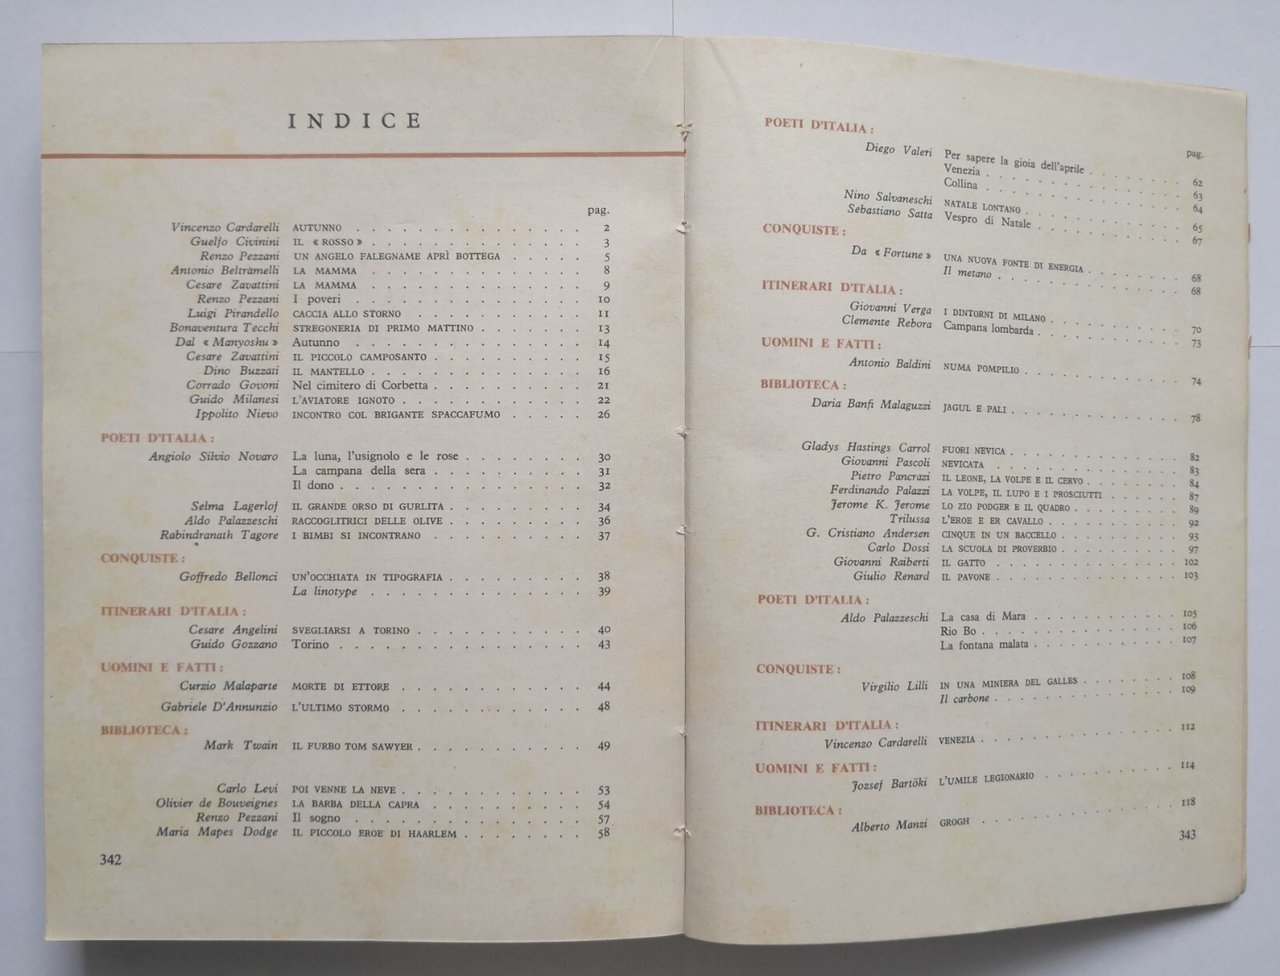 INDICE
pag.
Vincenzo Cardarelli AUTUNNO . . . 2
Guelfo Civinini IL « ROSSO » . . . 3
Renzo Pezzani UN ANGELO FALEGNAME APRÌ BOTTEGA . . . 5
Antonio Beltramelli LA MAMMA . . . 8
Cesare Zavattini LA MAMMA . . . 9
Renzo Pezzani I poveri . . . 10
Luigi Pirandello CACCIA ALLO STORNO . . . 11
Bonaventura Tecchi STREGONERIA DI PRIMO MATTINO . . . 13
Dal « Manyoshu » Autunno . . . 14
Cesare Zavattini IL PICCOLO CAMPOSANTO . . . 15
Dino Buzzati IL MANTELLO . . . 16
Corrado Govoni Nel cimitero di Corbetta . . . 21
Guido Milanesi L'AVIATORE IGNOTO . . . 22
Ippolito Nievo INCONTRO COL BRIGANTE SPACCAFUMO . . . 26
POETI D'ITALIA :
Angiolo Silvio Novaro La luna, l'usignolo e le rose . . . 30
La campana della sera . . . 31
Il dono . . . 32
Selma Lagerlof IL GRANDE ORSO DI GURLITA . . . 34
Aldo Palazzeschi RACCOGLITRICI DELLE OLIVE . . . 36
Rabindranath Tagore I BIMBI SI INCONTRANO . . . 37
CONQUISTE :
Goffredo Bellonci UN'OCCHIATA IN TIPOGRAFIA . . . 38
La linotype . . . 39
ITINERARI D'ITALIA :
Cesare Angelini SVEGLIARSI A TORINO . . . 40
Guido Gozzano Torino . . . 43
UOMINI E FATTI :
Curzio Malaparte MORTE DI ETTORE . . . 44
Gabriele D'Annunzio L'ULTIMO STORMO . . . 48
BIBLIOTECA :
Mark Twain IL FURBO TOM SAWYER . . . 49
Carlo Levi POI VENNE LA NEVE . . . 53
Olivier de Bouveignes LA BARBA DELLA CAPRA . . . 54
Renzo Pezzani Il sogno . . . 57
Maria Mapes Dodge IL PICCOLO EROE DI HAARLEM . . . 58
342
POETI D'ITALIA :
pag.
Diego Valeri Per sapere la gioia dell'aprile . . . 62
Venezia . . . 63
Collina . . . 64
Nino Salvaneschi NATALE LONTANO . . . 65
Sebastiano Satta Vespro di Natale . . . 67
CONQUISTE :
Da « Fortune » UNA NUOVA FONTE DI ENERGIA . . . 68
Il metano . . . 68
ITINERARI D'ITALIA :
Giovanni Verga I DINTORNI DI MILANO . . . 70
Clemente Rebora Campana lombarda . . . 73
UOMINI E FATTI :
Antonio Baldini NUMA POMPILIO . . . 74
BIBLIOTECA :
Daria Banfi Malaguzzi JAGUL E PALI . . . 78
Gladys Hastings Carrol FUORI NEVICA . . . 82
Giovanni Pascoli NEVICATA . . . 83
Pietro Pancrazi IL LEONE, LA VOLPE E IL CERVO . . . 84
Ferdinando Palazzi LA VOLPE, IL LUPO E I PROSCIUTTI . . . 87
Jerome K. Jerome LO ZIO PODGER E IL QUADRO . . . 89
Trilussa L'EROE E ER CAVALLO . . . 92
G. Cristiano Andersen CINQUE IN UN BACCELLO . . . 93
Carlo Dossi LA SCUOLA DI PROVERBIO . . . 97
Giovanni Raiberti IL GATTO . . . 102
Giulio Renard IL PAVONE . . . 103
POETI D'ITALIA :
Aldo Palazzeschi La casa di Mara . . . 105
Rio Bo . . . 106
La fontana malata . . . 107
CONQUISTE :
Virgilio Lilli IN UNA MINIERA DEL GALLES . . . 108
Il carbone . . . 109
ITINERARI D'ITALIA :
Vincenzo Cardarelli VENEZIA . . . 112
UOMINI E FATTI :
Jozsef Bartöki L'UMILE LEGIONARIO . . . 114
BIBLIOTECA :
Alberto Manzi GROGH . . . 118
343